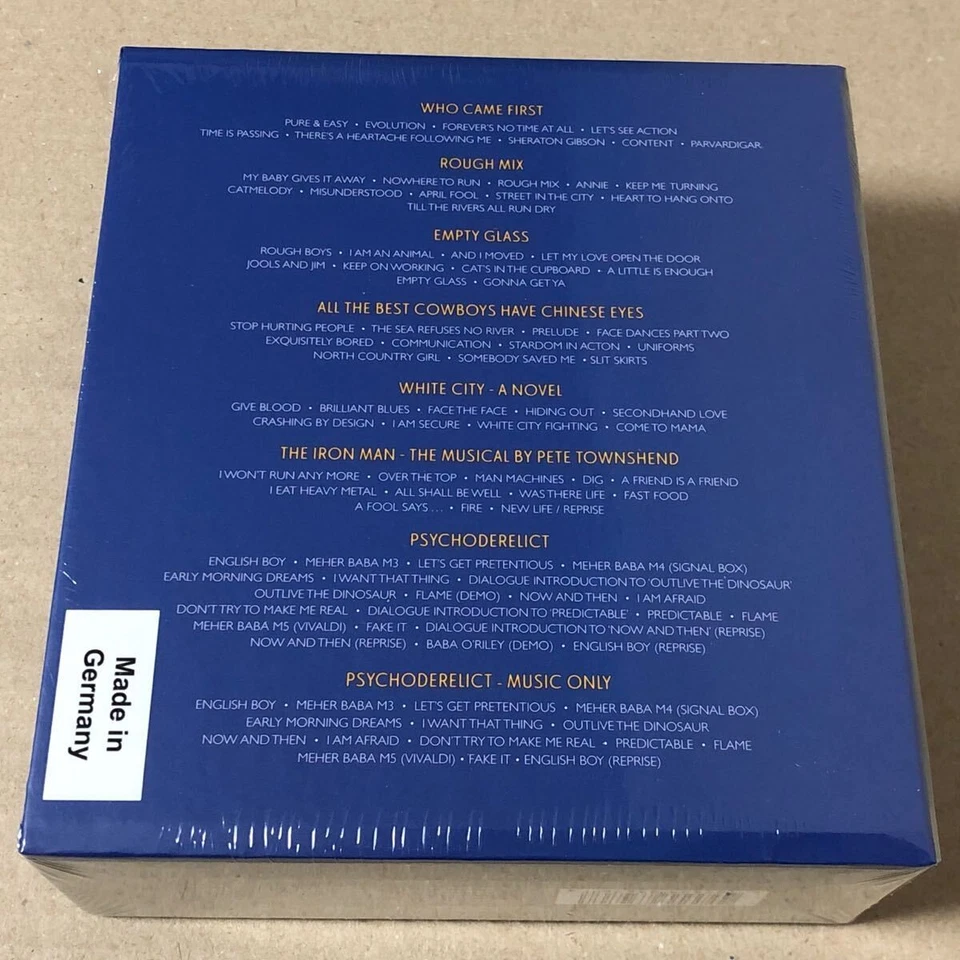 WHO CAME FIRST
PURE & EASY • EVOLUTION • FOREVER'S NO TIME AT ALL • LET'S SEE ACTION
TIME IS PASSING • THERE'S A HEARTACHE FOLLOWING ME • SHERATON GIBSON • CONTENT • PARVARDIGAR
ROUGH MIX
MY BABY GIVES IT AWAY • NOWHERE TO RUN • ROUGH MIX • ANNIE • KEEP ME TURNING
CATMELODY • MISUNDERSTOOD • APRIL FOOL • STREET IN THE CITY • HEART TO HANG ONTO
TILL THE RIVERS ALL RUN DRY
EMPTY GLASS
ROUGH BOYS • I AM AN ANIMAL • AND I MOVED • LET MY LOVE OPEN THE DOOR
JOOLS AND JIM • KEEP ON WORKING • CAT'S IN THE CUPBOARD • A LITTLE IS ENOUGH
EMPTY GLASS • GONNA GET YA
ALL THE BEST COWBOYS HAVE CHINESE EYES
STOP HURTING PEOPLE • THE SEA REFUSES NO RIVER • PRELUDE • FACE DANCES PART TWO
EXQUISITELY BORED • COMMUNICATION • STARDOM IN ACTON • UNIFORMS
NORTH COUNTRY GIRL • SOMEBODY SAVED ME • SLIT SKIRTS
WHITE CITY - A NOVEL
GIVE BLOOD • BRILLIANT BLUES • FACE THE FACE • HIDING OUT • SECONDHAND LOVE
CRASHING BY DESIGN • I AM SECURE • WHITE CITY FIGHTING • COME TO MAMA
THE IRON MAN - THE MUSICAL BY PETE TOWNSHEND
I WON'T RUN ANY MORE • OVER THE TOP • MAN MACHINES • DIG • A FRIEND IS A FRIEND
I EAT HEAVY METAL • ALL SHALL BE WELL • WAS THERE LIFE • FAST FOOD
A FOOL SAYS ... • FIRE • NEW LIFE / REPRISE
PSYCHODERELICT
ENGLISH BOY • MEHER BABA M3 • LET'S GET PRETENTIOUS • MEHER BABA M4 (SIGNAL BOX)
EARLY MORNING DREAMS • I WANT THAT THING • DIALOGUE INTRODUCTION TO 'OUTLIVE THE DINOSAUR'
OUTLIVE THE DINOSAUR • FLAME (DEMO) • NOW AND THEN • I AM AFRAID
DON'T TRY TO MAKE ME REAL • DIALOGUE INTRODUCTION TO 'PREDICTABLE' • PREDICTABLE • FLAME
MEHER BABA M5 (VIVALDI) • FAKE IT • DIALOGUE INTRODUCTION TO 'NOW AND THEN' (REPRISE)
NOW AND THEN (REPRISE) • BABA O'RILEY (DEMO) • ENGLISH BOY (REPRISE)
PSYCHODERELICT - MUSIC ONLY
ENGLISH BOY • MEHER BABA M3 • LET'S GET PRETENTIOUS • MEHER BABA M4 (SIGNAL BOX)
EARLY MORNING DREAMS • I WANT THAT THING • OUTLIVE THE DINOSAUR
NOW AND THEN • I AM AFRAID • DON'T TRY TO MAKE ME REAL • PREDICTABLE • FLAME
MEHER BABA M5 (VIVALDI) • FAKE IT • ENGLISH BOY (REPRISE)
Made in
Germany